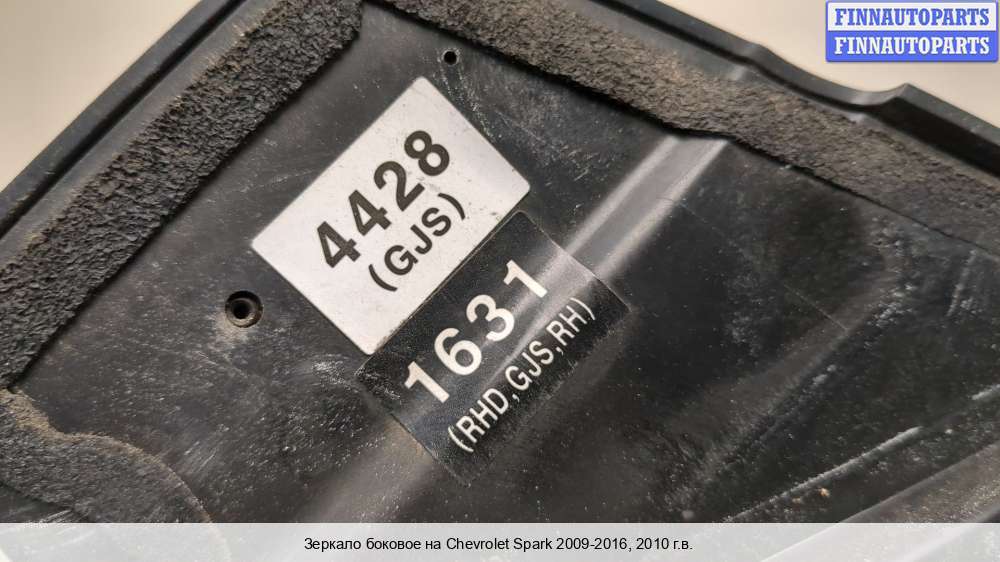 FINNAUTOPARTS
FINNAUTOPARTS
4428
(GJS)
1631
(RHD,GJS,RH)
Зеркало боковое на Chevrolet Spark 2009-2016, 2010 г.в.